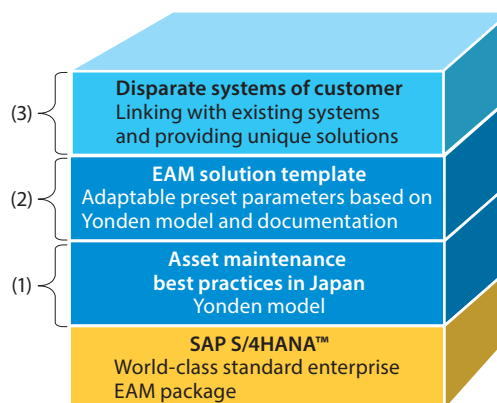 (3)
Disparate systems of customer
Linking with existing systems
and providing unique solutions
(2)
EAM solution template
Adaptable preset parameters based on
Yonden model and documentation
(1)
Asset maintenance
best practices in Japan
Yonden model
SAP S/4HANA™
World-class standard enterprise
EAM package